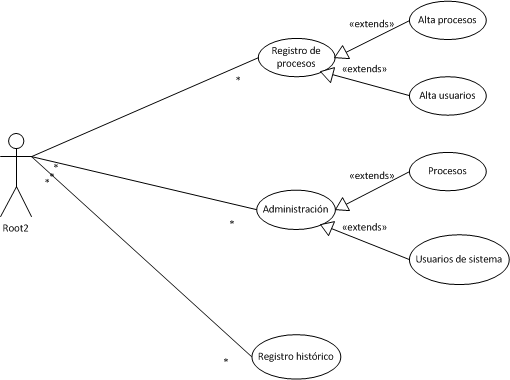 «extends»
Alta procesos
Registro de
procesos
«extends»
*
Alta usuarios
*
*
*
«extends»
Procesos
Root2
Administración
*
«extends»
Usuarios de sistema
Registro histórico
*